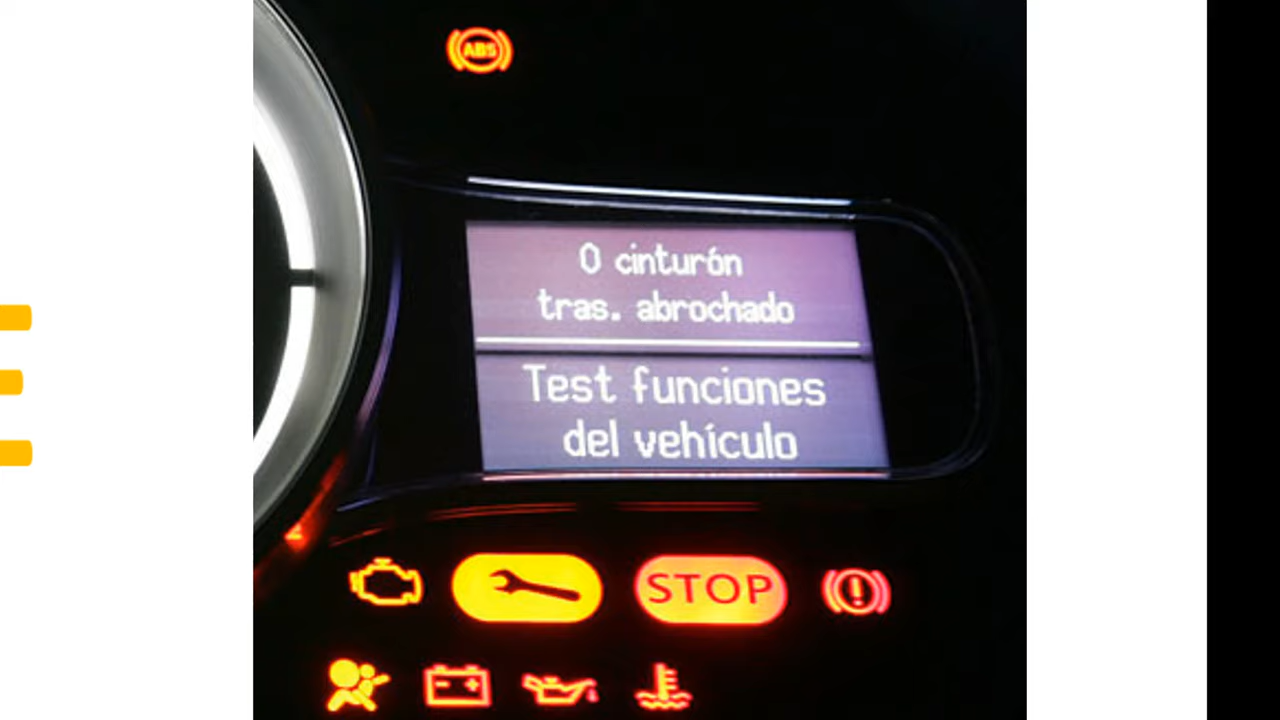 ABS
0 cinturón
tras. abrochado
Test funciones
del vehículo
STOP